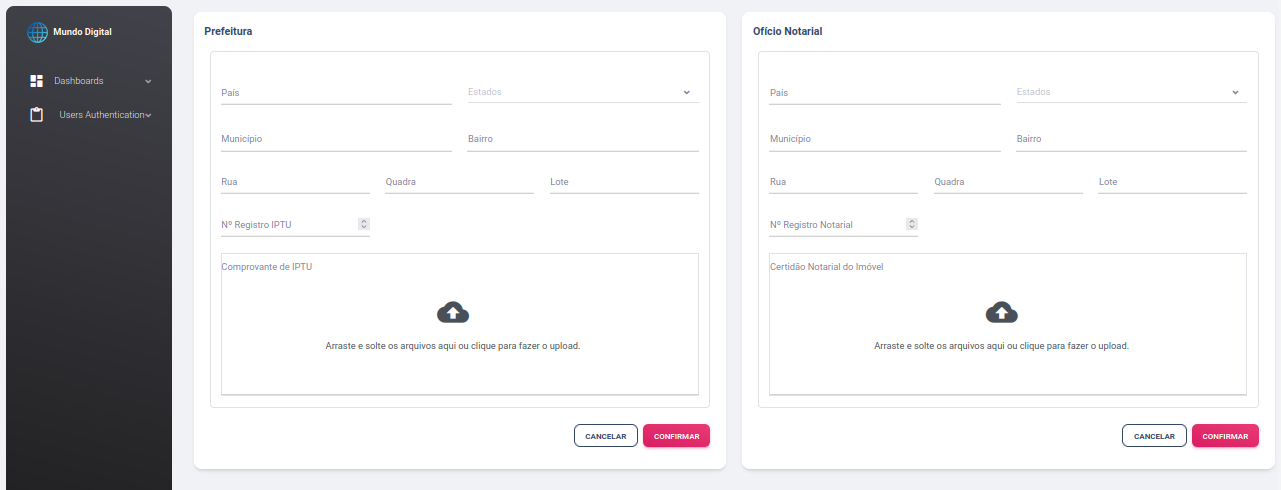 Mundo Digital
Dashboards
Users Authentication
Prefeitura
País
Estados
Município
Bairro
Rua
Quadra
Lote
Nº Registro IPTU
Comprovante de IPTU
Arraste e solte os arquivos aqui ou clique para fazer o upload.
CANCELAR
CONFIRMAR
Ofício Notarial
País
Estados
Município
Bairro
Rua
Quadra
Lote
Nº Registro Notarial
Certidão Notarial do Imóvel
Arraste e solte os arquivos aqui ou clique para fazer o upload.
CANCELAR
CONFIRMAR